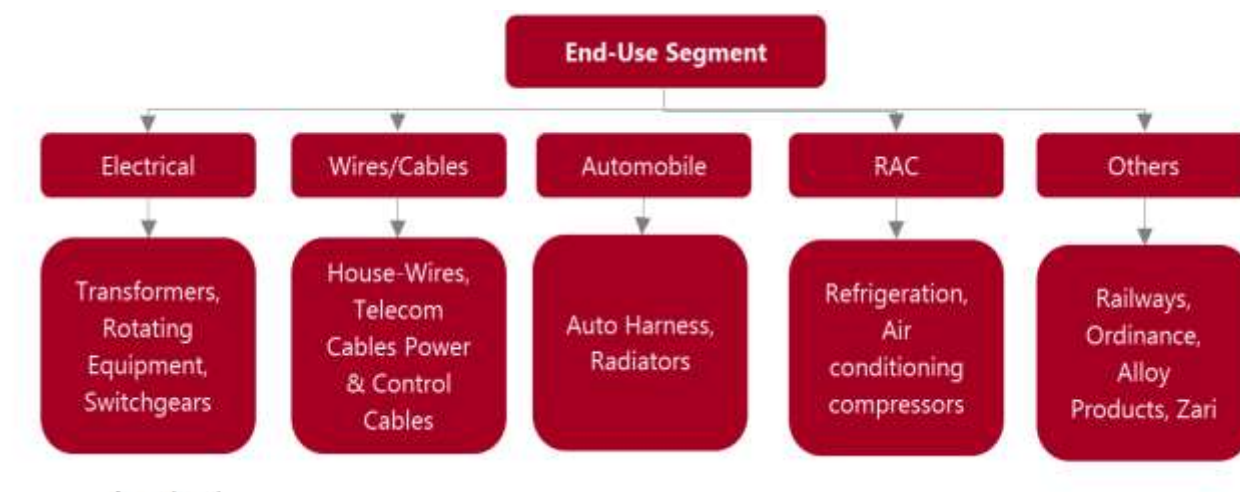 End-Use Segment
Electrical
Wires/Cables
Automobile
RAC
Others
Transformers,
Rotating
Equipment,
Switchgears
House-Wires,
Telecom
Cables Power
& Control
Cables
Auto Harness,
Radiators
Refrigeration,
Air
conditioning
compressors
Railways,
Ordinance,
Alloy
Products, Zari